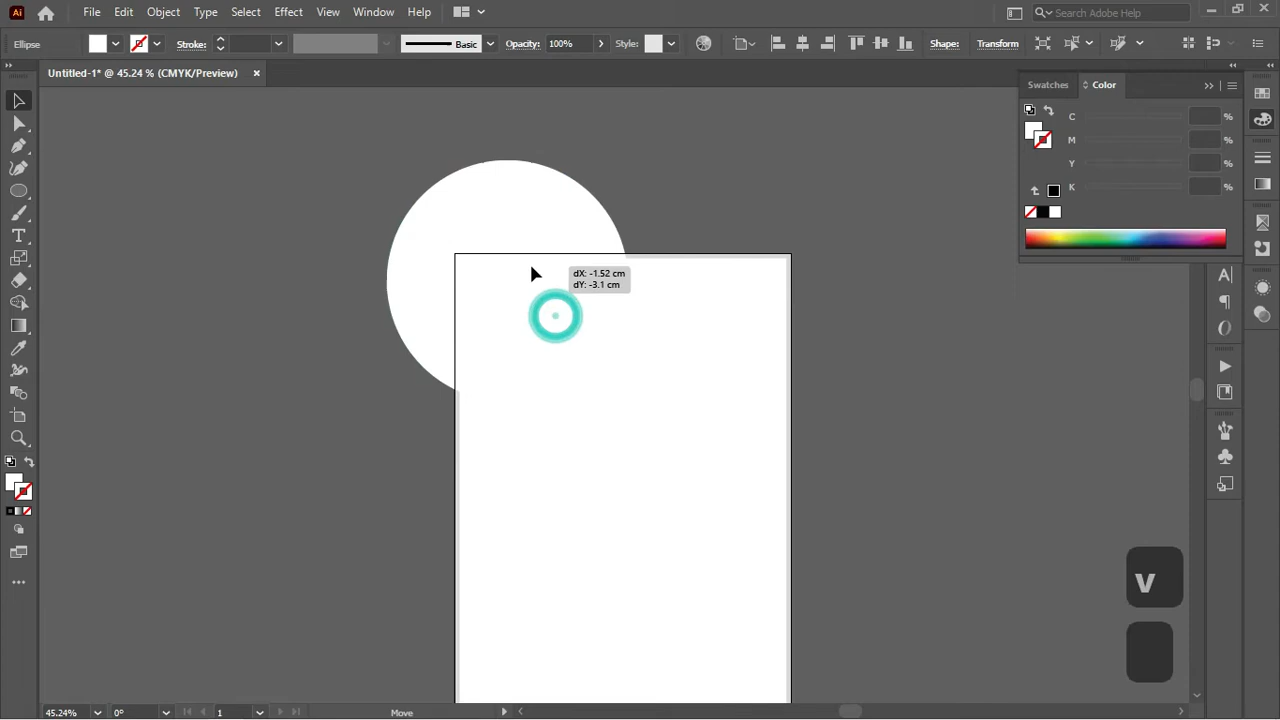 Ai File Edit Object Type Select Effect View Window Help Search Adobe Help
Ellipse Stroke: Basic Opacity: 100% Style: Shape: Transform
Untitled-1* @ 45.24 % (CMYK/Preview) ×
Swatches Color
C %
M %
Y %
K %
dX: -1.52 cm
dY: -3.1 cm
T
A
V
45.24% 0° 1 Move